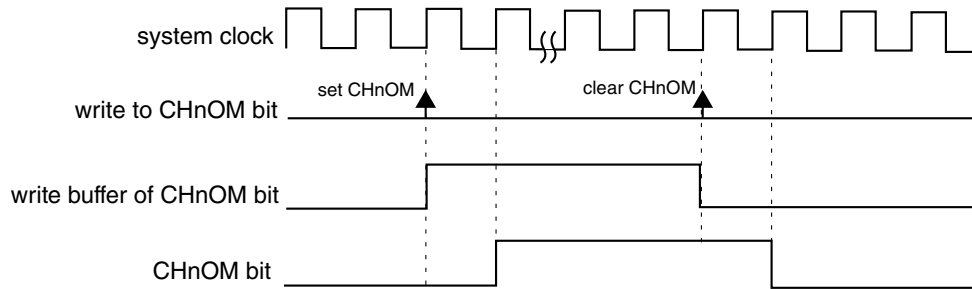 system clock
set CHnOM
clear CHnOM
write to CHnOM bit
write buffer of CHnOM bit
CHnOM bit